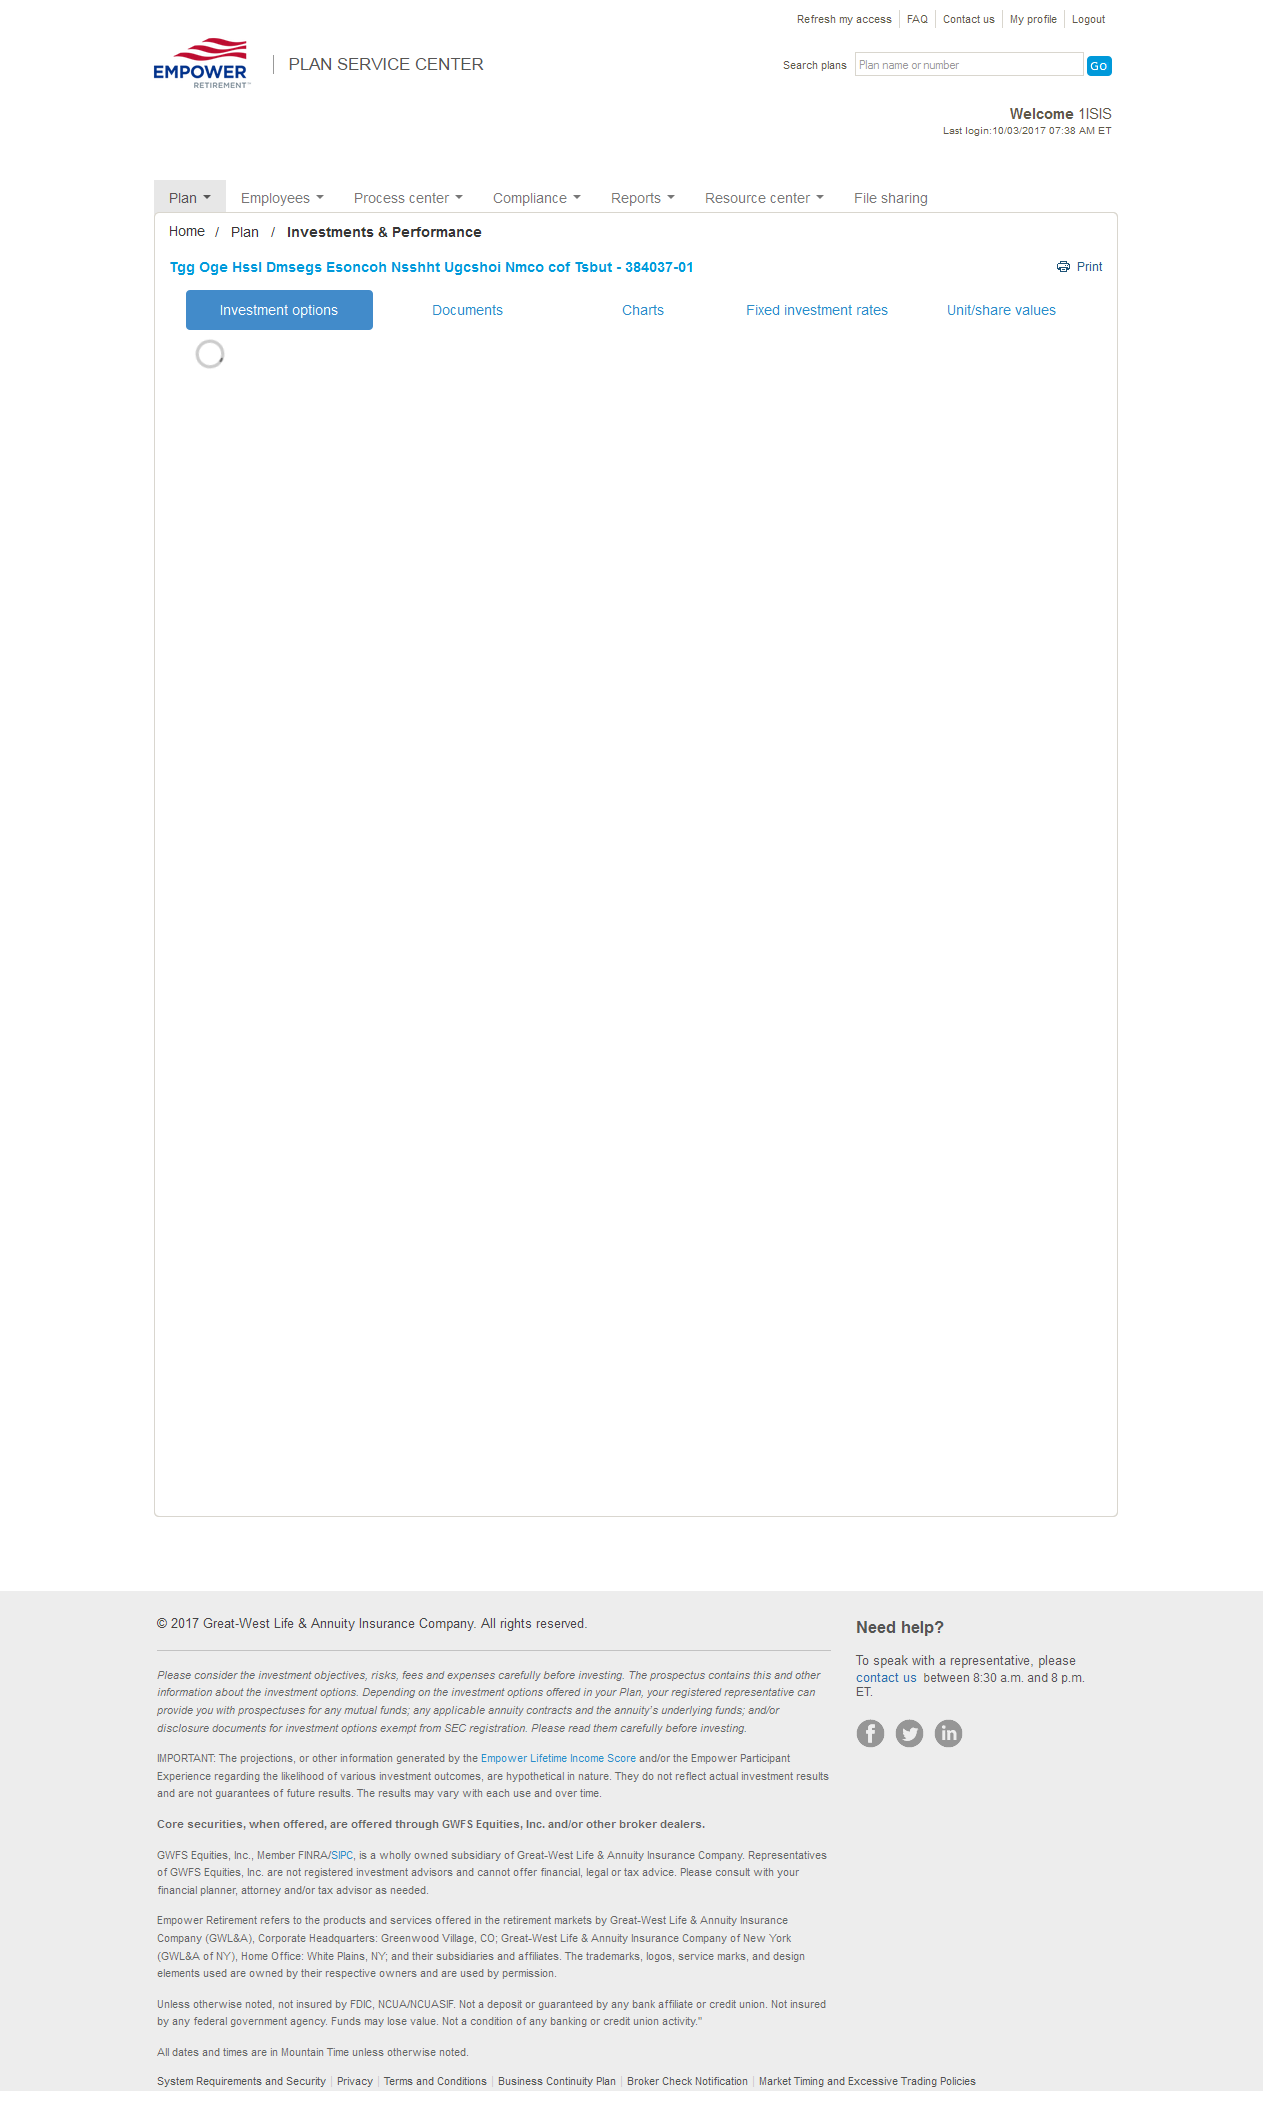 Refresh my access | FAQ | Contact us | My profile | Logout
EMPOWER
RETIREMENT™
PLAN SERVICE CENTER
Search plans Plan name or number Go
Welcome 1ISIS
Last login:10/03/2017 07:38 AM ET
Plan Employees Process center Compliance Reports Resource center File sharing
Home / Plan / Investments & Performance
Tgg Oge Hssl Dmsegs Esoncoh Nsshht Ugcshoi Nmco cof Tsbut - 384037-01
Print
Investment options Documents Charts Fixed investment rates Unit/share values
© 2017 Great-West Life & Annuity Insurance Company. All rights reserved.
Please consider the investment objectives, risks, fees and expenses carefully before investing. The prospectus contains this and other
information about the investment options. Depending on the investment options offered in your Plan, your registered representative can
provide you with prospectuses for any mutual funds; any applicable annuity contracts and the annuity's underlying funds; and/or
disclosure documents for investment options exempt from SEC registration. Please read them carefully before investing.
IMPORTANT: The projections, or other information generated by the Empower Lifetime Income Score and/or the Empower Participant
Experience regarding the likelihood of various investment outcomes, are hypothetical in nature. They do not reflect actual investment results
and are not guarantees of future results. The results may vary with each use and over time.
Core securities, when offered, are offered through GWFS Equities, Inc. and/or other broker dealers.
GWFS Equities, Inc., Member FINRA/SIPC, is a wholly owned subsidiary of Great-West Life & Annuity Insurance Company. Representatives
of GWFS Equities, Inc. are not registered investment advisors and cannot offer financial, legal or tax advice. Please consult with your
financial planner, attorney and/or tax advisor as needed.
Empower Retirement refers to the products and services offered in the retirement markets by Great-West Life & Annuity Insurance
Company (GWL&A), Corporate Headquarters: Greenwood Village, CO; Great-West Life & Annuity Insurance Company of New York
(GWL&A of NY), Home Office: White Plains, NY; and their subsidiaries and affiliates. The trademarks, logos, service marks, and design
elements used are owned by their respective owners and are used by permission.
Unless otherwise noted, not insured by FDIC, NCUA/NCUASIF. Not a deposit or guaranteed by any bank affiliate or credit union. Not insured
by any federal government agency. Funds may lose value. Not a condition of any banking or credit union activity."
All dates and times are in Mountain Time unless otherwise noted.
Need help?
To speak with a representative, please
contact us between 8:30 a.m. and 8 p.m.
ET.
System Requirements and Security | Privacy | Terms and Conditions | Business Continuity Plan | Broker Check Notification | Market Timing and Excessive Trading Policies